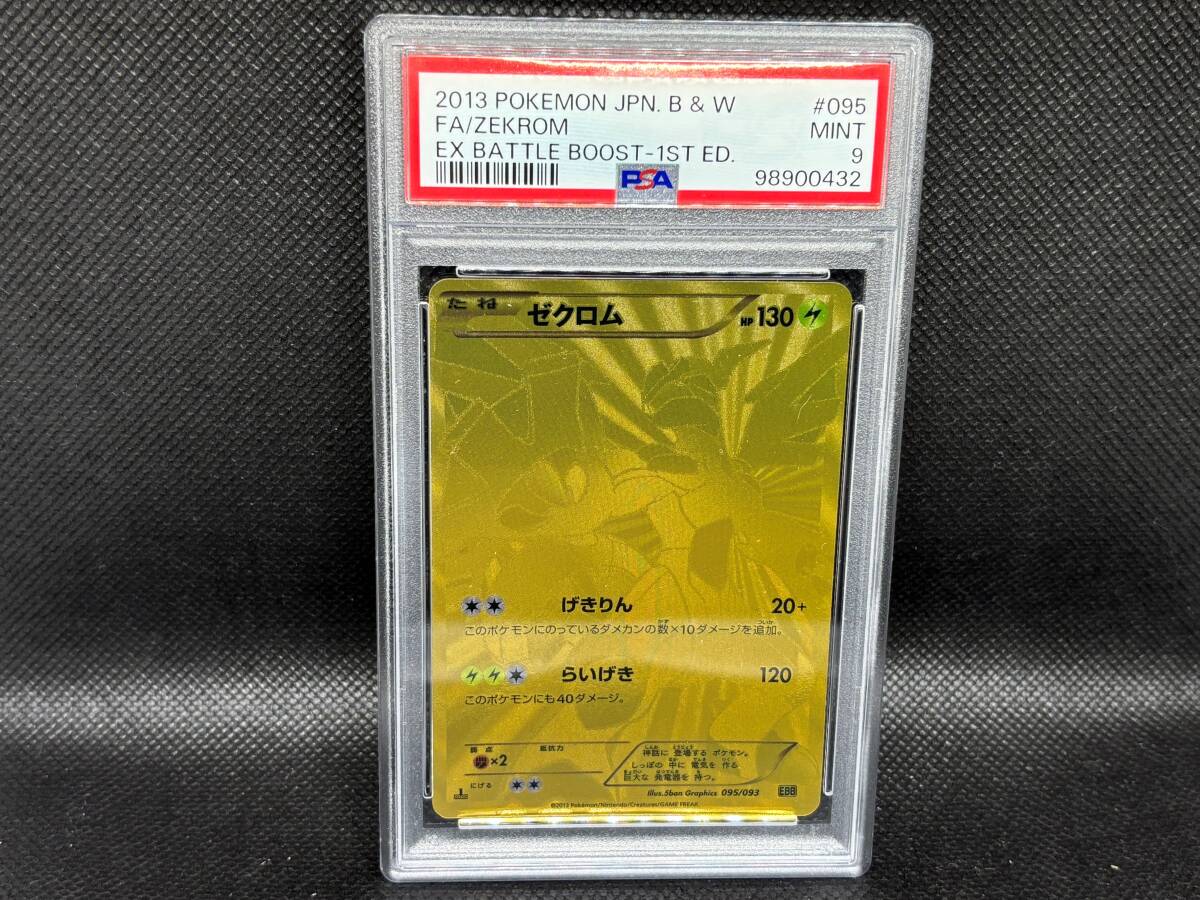 2013 POKEMON JPN. B & W #095
FA/ZEKROM MINT
EX BATTLE BOOST-1ST ED. 9
PSA 98900432
たね ゼクロム HP130
げきりん 20+
このポケモンにのっているダメカンの数×10ダメージを追加。
らいげき 120
このポケモンにも40ダメージ。
弱点 抵抗力
×2
にげる
神話に 登場する ポケモン。
しっぽの 中に 電気を 作る
巨大な 発電器を 持つ。
Illus.5ban Graphics 095/093 EBB
©2013 Pokémon/Nintendo/Creatures/GAME FREAK